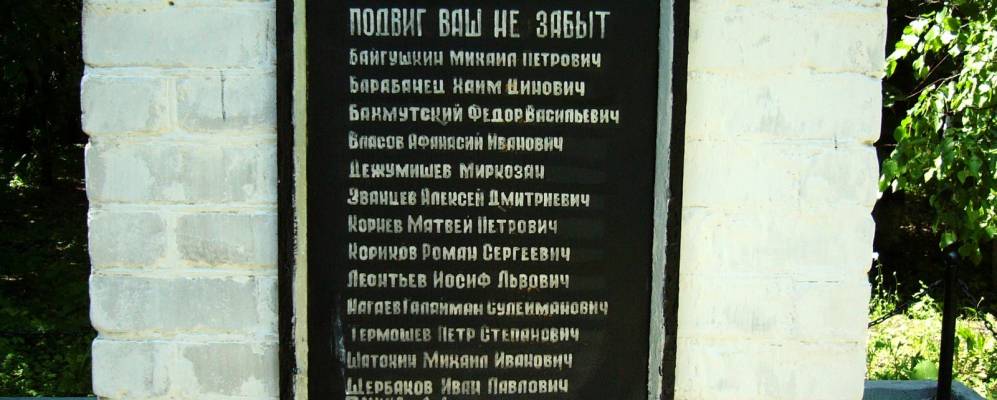 ПОДВИГ ВАШ НЕ ЗАБЫТ
БАЙГУШКИН МИХАИЛ ПЕТРОВИЧ
БАРАБАНЕЦ ХАИМ ЦИНОВИЧ
БАХМУТСКИЙ ФЕДОР ВАСИЛЬЕВИЧ
ВЛАСОВ АФАНАСИЙ ИВАНОВИЧ
ДЕЖУМИШЕВ МИРКОЗАН
ЗВАНЦЕВ АЛЕКСЕЙ ДМИТРИЕВИЧ
КОРНЕВ МАТВЕЙ ПЕТРОВИЧ
КОРИКОВ РОМАН СЕРГЕЕВИЧ
ЛЕОНТЬЕВ ИОСИФ ЛЬВОВИЧ
НАГАЕВ ГАЛАЙМАН СУЛЕЙМАНОВИЧ
ТЕРМОШЕВ ПЕТР СТЕПАНОВИЧ
ШАТОХИН МИХАИЛ ИВАНОВИЧ
ЩЕРБАКОВ ИВАН ПАВЛОВИЧ